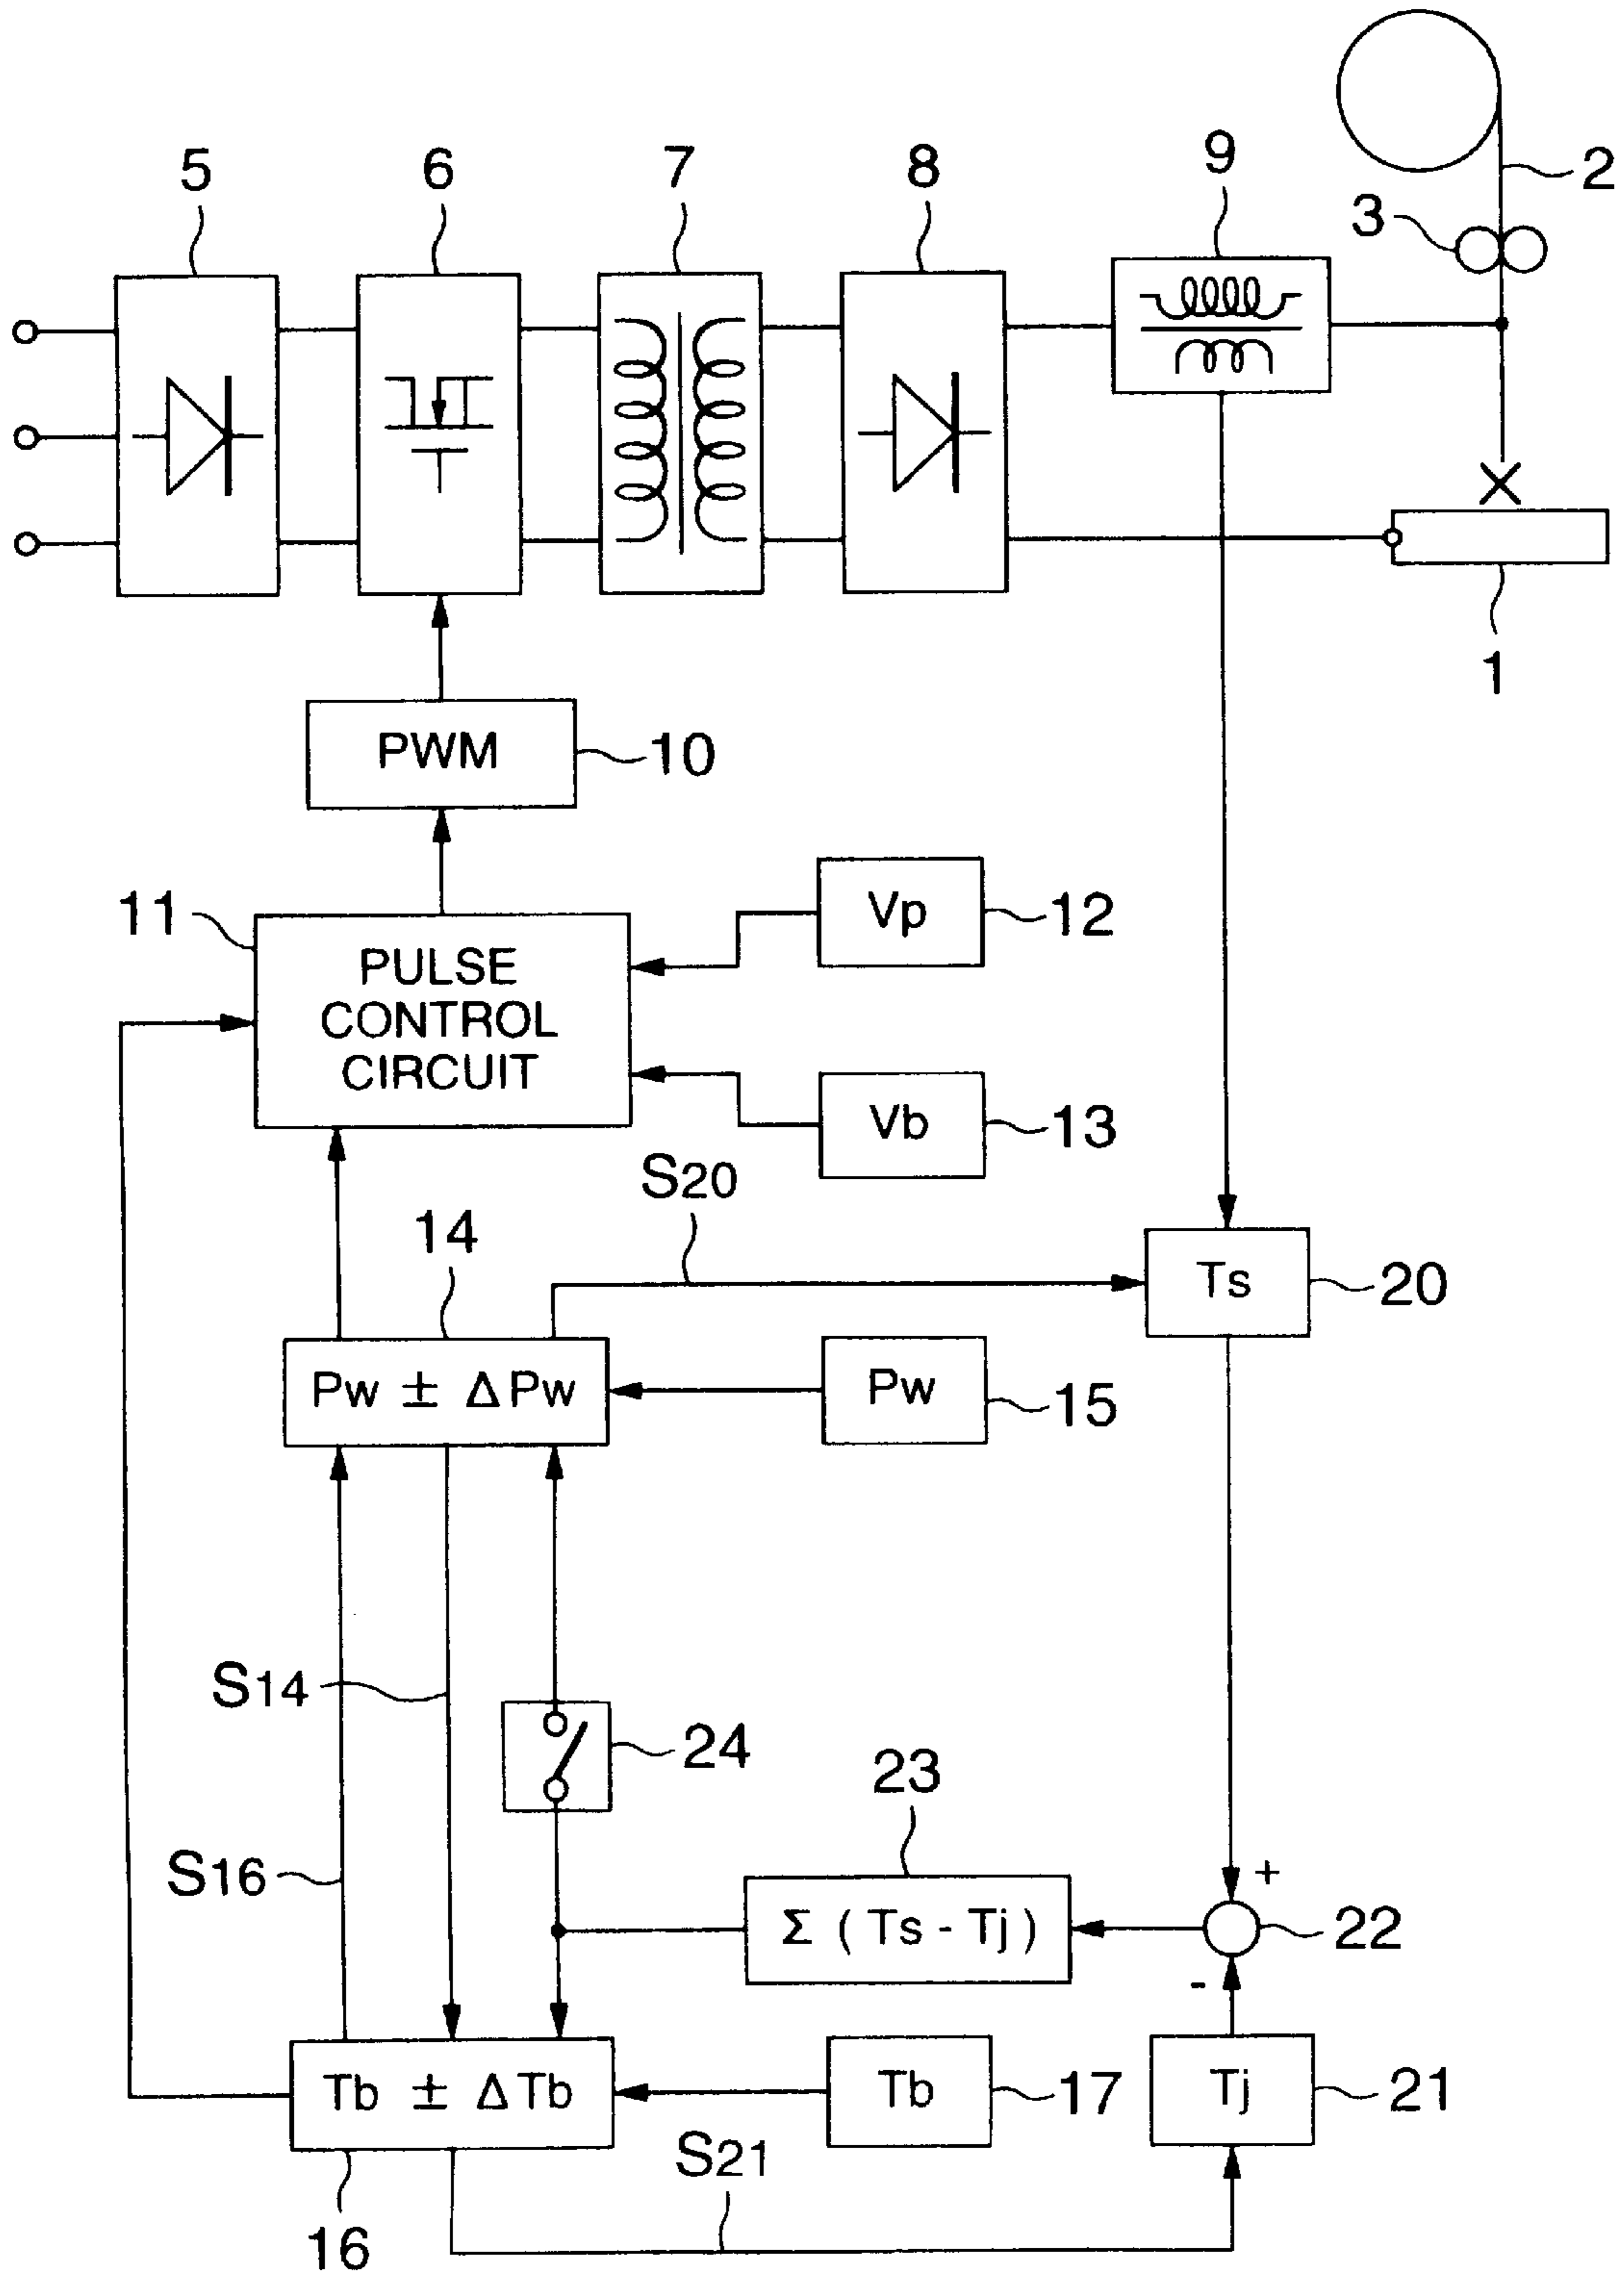 5
6
7
8
9
2
3
1
PWM
10
11
PULSE
CONTROL
CIRCUIT
Vp
12
Vb
13
S20
14
Ts
20
Pw ± Δ Pw
Pw
15
S14
24
23
S16
Σ ( Ts - Tj )
+
-
22
Tb ± Δ Tb
Tb
17
Tj
21
S21
16